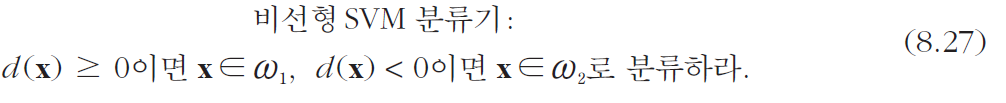 비선형 SVM 분류기 :
d(x) ≥ 0이면 x∈ω₁, d(x) < 0이면 x∈ω₂로 분류하라.
(8.27)